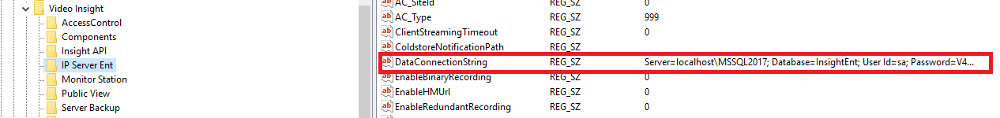 Video Insight
AccessControl
Components
Insight API
IP Server Ent
Monitor Station
Public View
Server Backup
AC_SiteId REG_SZ 0
AC_Type REG_SZ 999
ClientStreamingTimeout REG_SZ 0
ColdstoreNotificationPath REG_SZ
DataConnectionString REG_SZ Server=localhost\MSSQL2017; Database=InsightEnt; User Id=sa; Password=V4...
EnableBinaryRecording REG_SZ 0
EnableHMUrl REG_SZ 0
EnableRedundantRecording REG_SZ 0